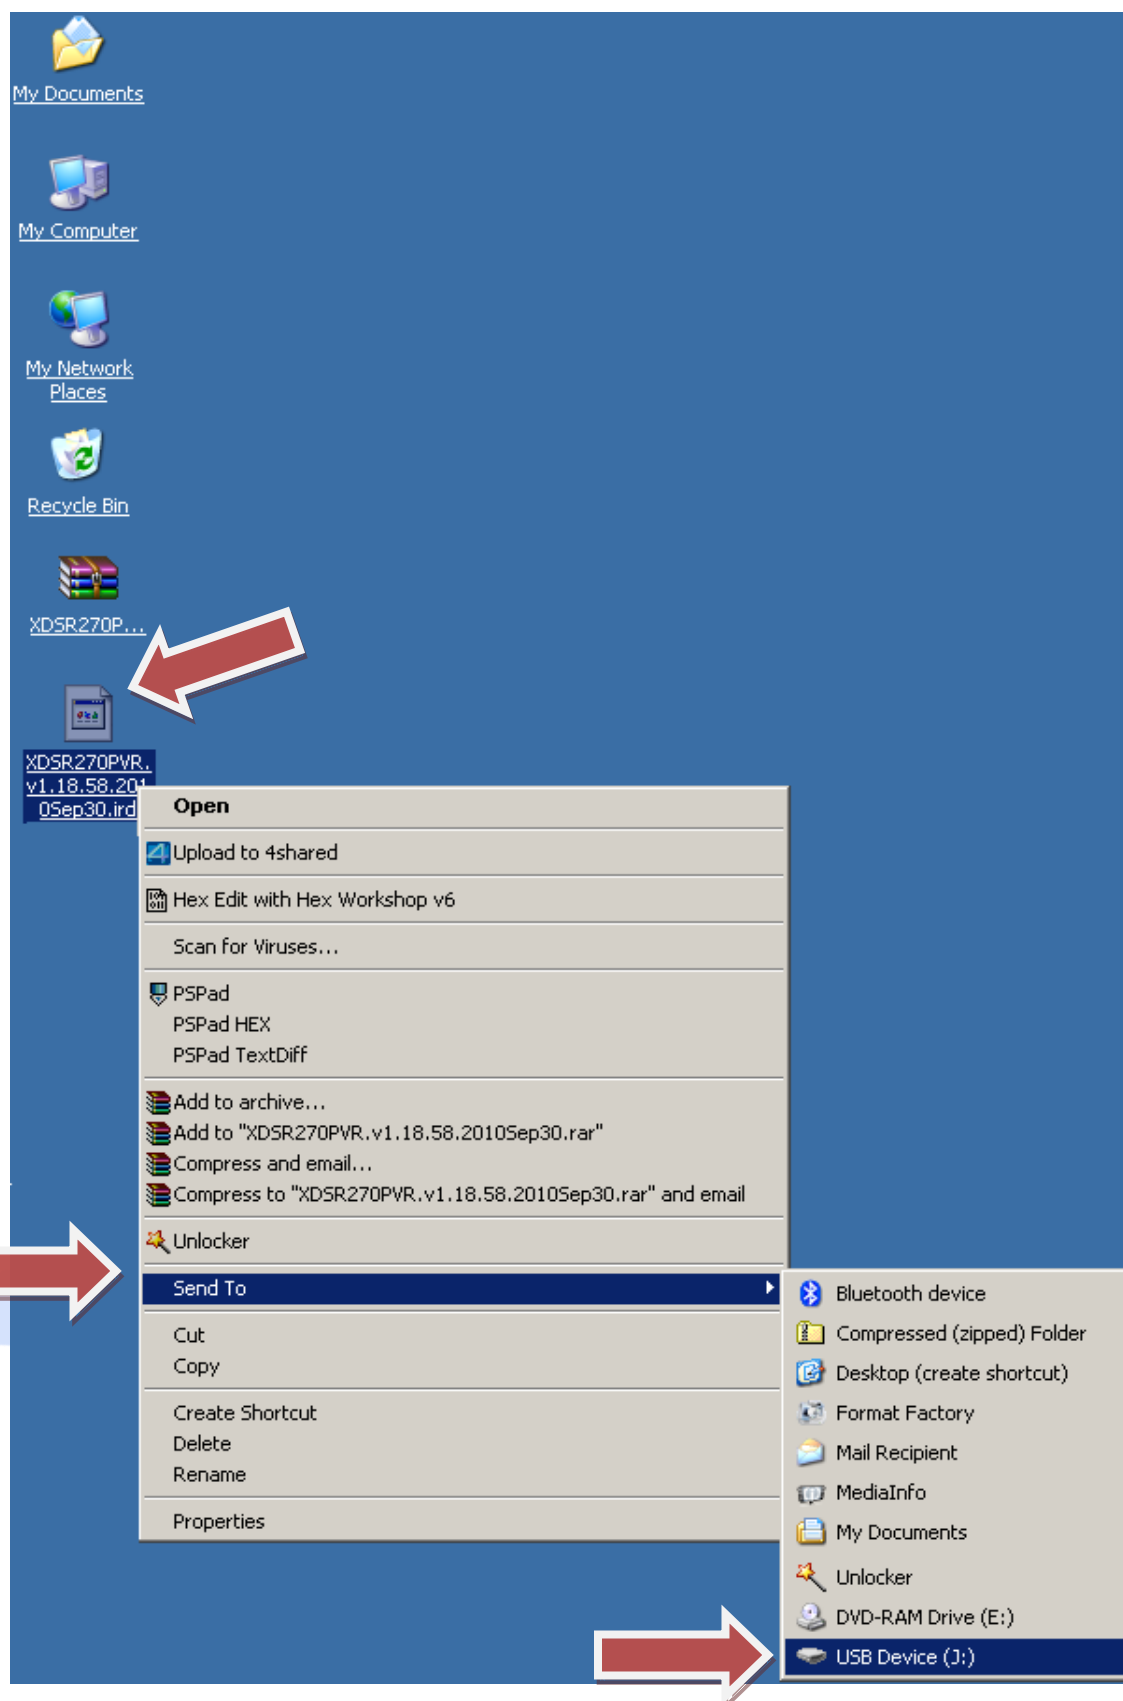 My Documents
My Computer
My Network
Places
Recycle Bin
XDSR270P...
XDSR270PVR.
v1.18.58.201
0Sep30.ird
Open
Upload to 4shared
Hex Edit with Hex Workshop v6
Scan for Viruses...
PSPad
PSPad HEX
PSPad TextDiff
Add to archive...
Add to "XDSR270PVR.v1.18.58.2010Sep30.rar"
Compress and email...
Compress to "XDSR270PVR.v1.18.58.2010Sep30.rar" and email
Unlocker
Send To
Cut
Copy
Create Shortcut
Delete
Rename
Properties
Bluetooth device
Compressed (zipped) Folder
Desktop (create shortcut)
Format Factory
Mail Recipient
MediaInfo
My Documents
Unlocker
DVD-RAM Drive (E:)
USB Device (J:)